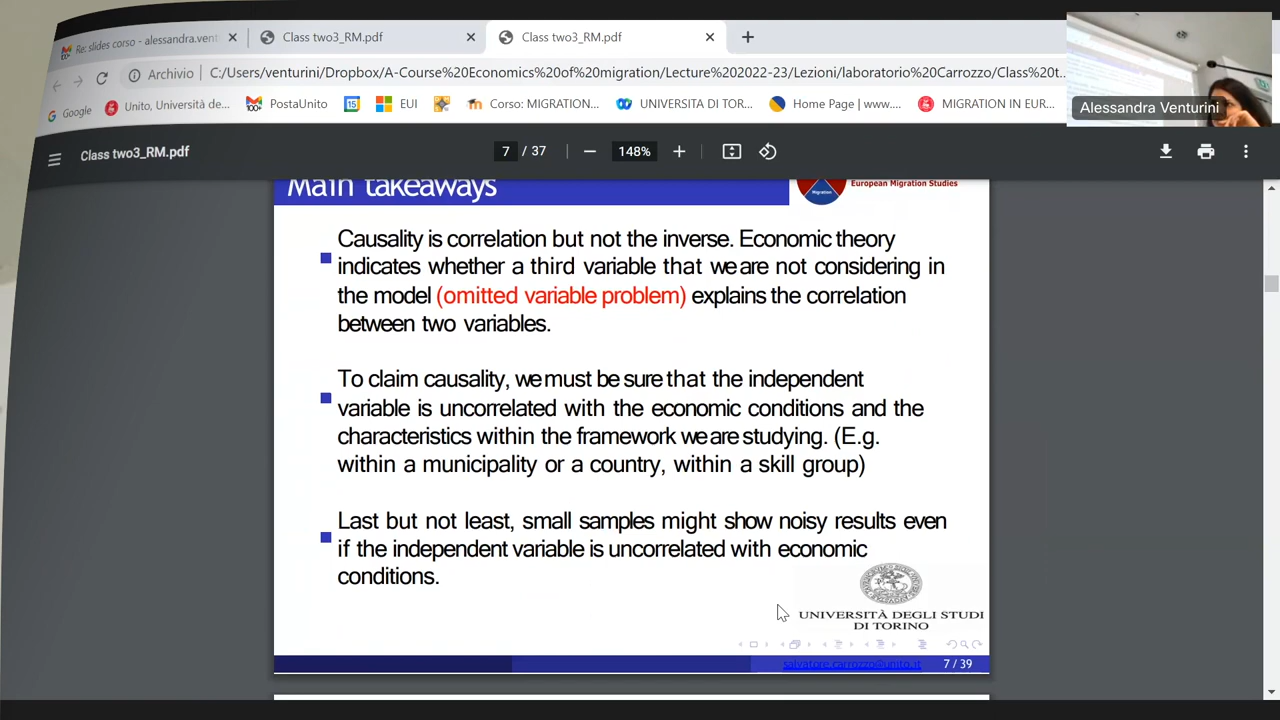 Re: slides corso - alessandra.vent
Class two3_RM.pdf
Class two3_RM.pdf
Archivio
C:/Users/venturini/Dropbox/A-Course%20Economics%20of%20migration/Lecture%202022-23/Lezioni/laboratorio%20Carrozzo/Class%20t...
Alessandra Venturini
Google
Unito, Università de...
PostaUnito
EUI
Corso: MIGRATION...
UNIVERSITA DI TOR...
Home Page | www....
MIGRATION IN EUR...
Class two3_RM.pdf
7 / 37
148%
Main takeaways
Migration
European Migration Studies
Causality is correlation but not the inverse. Economic theory
indicates whether a third variable that we are not considering in
the model (omitted variable problem) explains the correlation
between two variables.
To claim causality, we must be sure that the independent
variable is uncorrelated with the economic conditions and the
characteristics within the framework we are studying. (E.g.
within a municipality or a country, within a skill group)
Last but not least, small samples might show noisy results even
if the independent variable is uncorrelated with economic
conditions.
UNIVERSITÀ DEGLI STUDI
DI TORINO
salvatore.carrozzo@unito.it
7 / 39